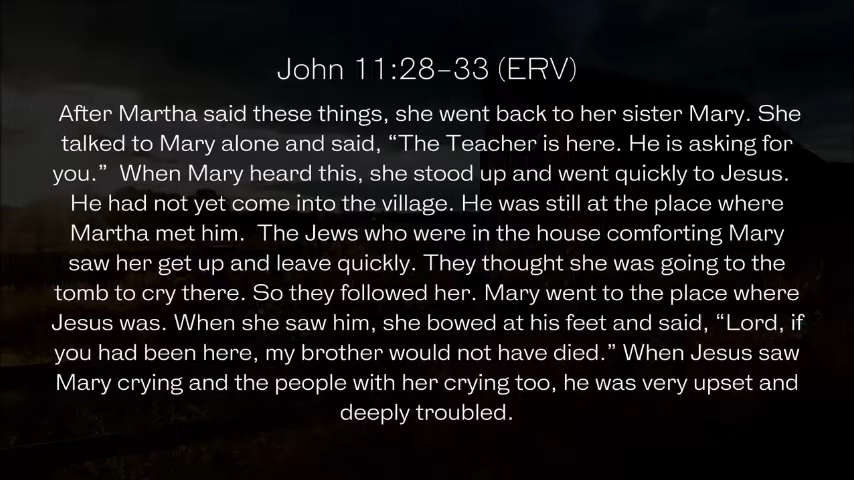 John 11:28–33 (ERV)
After Martha said these things, she went back to her sister Mary. She
talked to Mary alone and said, “The Teacher is here. He is asking for
you.”  When Mary heard this, she stood up and went quickly to Jesus.
He had not yet come into the village. He was still at the place where
Martha met him.  The Jews who were in the house comforting Mary
saw her get up and leave quickly. They thought she was going to the
tomb to cry there. So they followed her. Mary went to the place where
Jesus was. When she saw him, she bowed at his feet and said, “Lord, if
you had been here, my brother would not have died.” When Jesus saw
Mary crying and the people with her crying too, he was very upset and
deeply troubled.